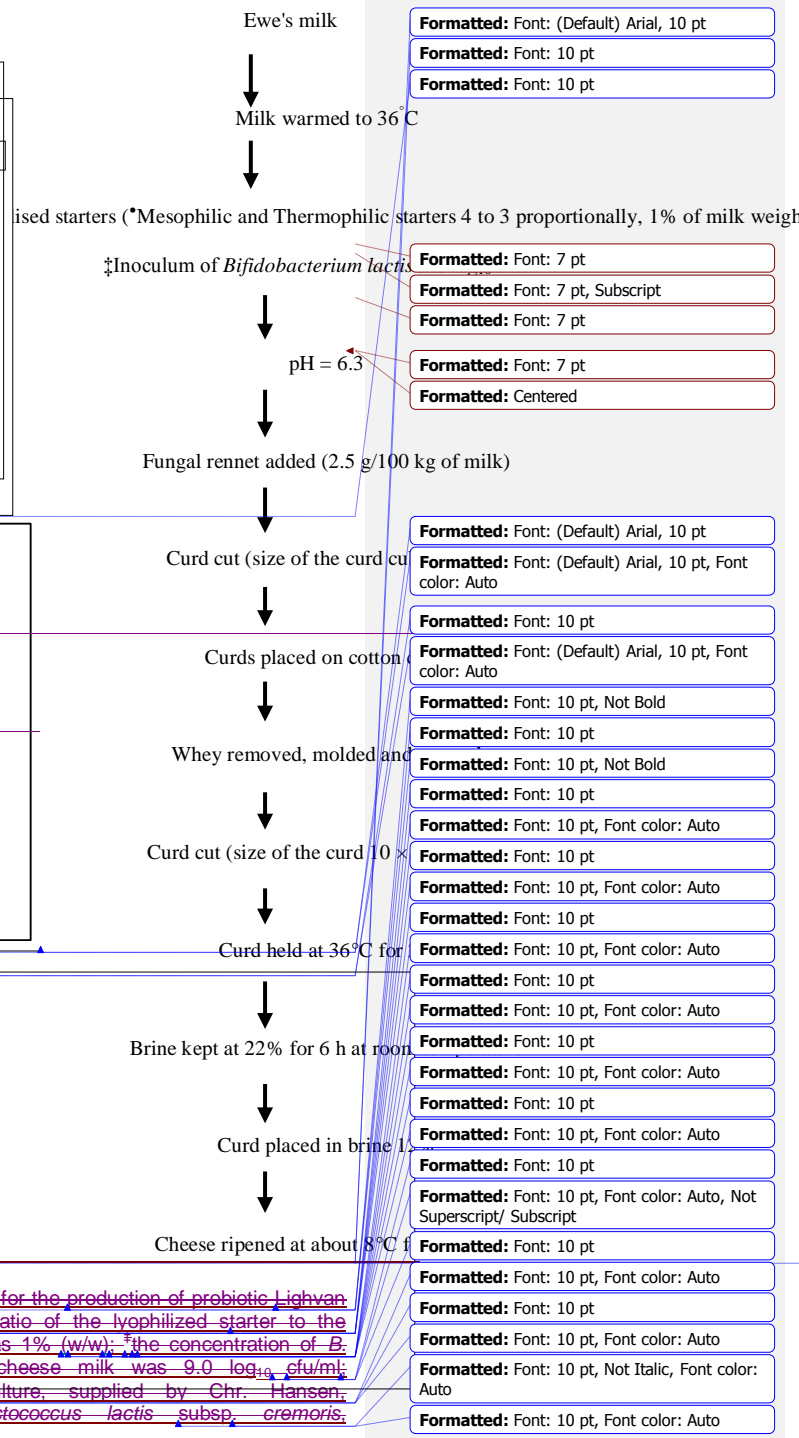 Ewe's milk
Milk warmed to 36°C
ised starters (•Mesophilic and Thermophilic starters 4 to 3 proportionally, 1% of milk weigh
‡Inoculum of Bifidobacterium lactis
pH = 6.3
Fungal rennet added (2.5 g/100 kg of milk)
Curd cut (size of the curd cu
Curds placed on cotton
Whey removed, molded and
Curd cut (size of the curd 10 ×
Curd held at 36°C for
Brine kept at 22% for 6 h at room
Curd placed in brine 12%
Cheese ripened at about 8°C f
for the production of probiotic Lighvan
atio of the lyophilized starter to the
as 1% (w/w); ‡the concentration of B.
cheese milk was 9.0 log10 cfu/ml;
lture, supplied by Chr. Hansen,
ctococcus lactis subsp. cremoris,
Formatted: Font: (Default) Arial, 10 pt
Formatted: Font: 10 pt
Formatted: Font: 10 pt
Formatted: Font: 7 pt
Formatted: Font: 7 pt, Subscript
Formatted: Font: 7 pt
Formatted: Font: 7 pt
Formatted: Centered
Formatted: Font: (Default) Arial, 10 pt
Formatted: Font: (Default) Arial, 10 pt, Font
color: Auto
Formatted: Font: 10 pt
Formatted: Font: (Default) Arial, 10 pt, Font
color: Auto
Formatted: Font: 10 pt, Not Bold
Formatted: Font: 10 pt
Formatted: Font: 10 pt, Not Bold
Formatted: Font: 10 pt
Formatted: Font: 10 pt, Font color: Auto
Formatted: Font: 10 pt
Formatted: Font: 10 pt, Font color: Auto
Formatted: Font: 10 pt
Formatted: Font: 10 pt, Font color: Auto
Formatted: Font: 10 pt
Formatted: Font: 10 pt, Font color: Auto
Formatted: Font: 10 pt
Formatted: Font: 10 pt, Font color: Auto
Formatted: Font: 10 pt
Formatted: Font: 10 pt, Font color: Auto
Formatted: Font: 10 pt
Formatted: Font: 10 pt, Font color: Auto, Not
Superscript/ Subscript
Formatted: Font: 10 pt
Formatted: Font: 10 pt, Font color: Auto
Formatted: Font: 10 pt
Formatted: Font: 10 pt, Font color: Auto
Formatted: Font: 10 pt, Not Italic, Font color:
Auto
Formatted: Font: 10 pt, Font color: Auto